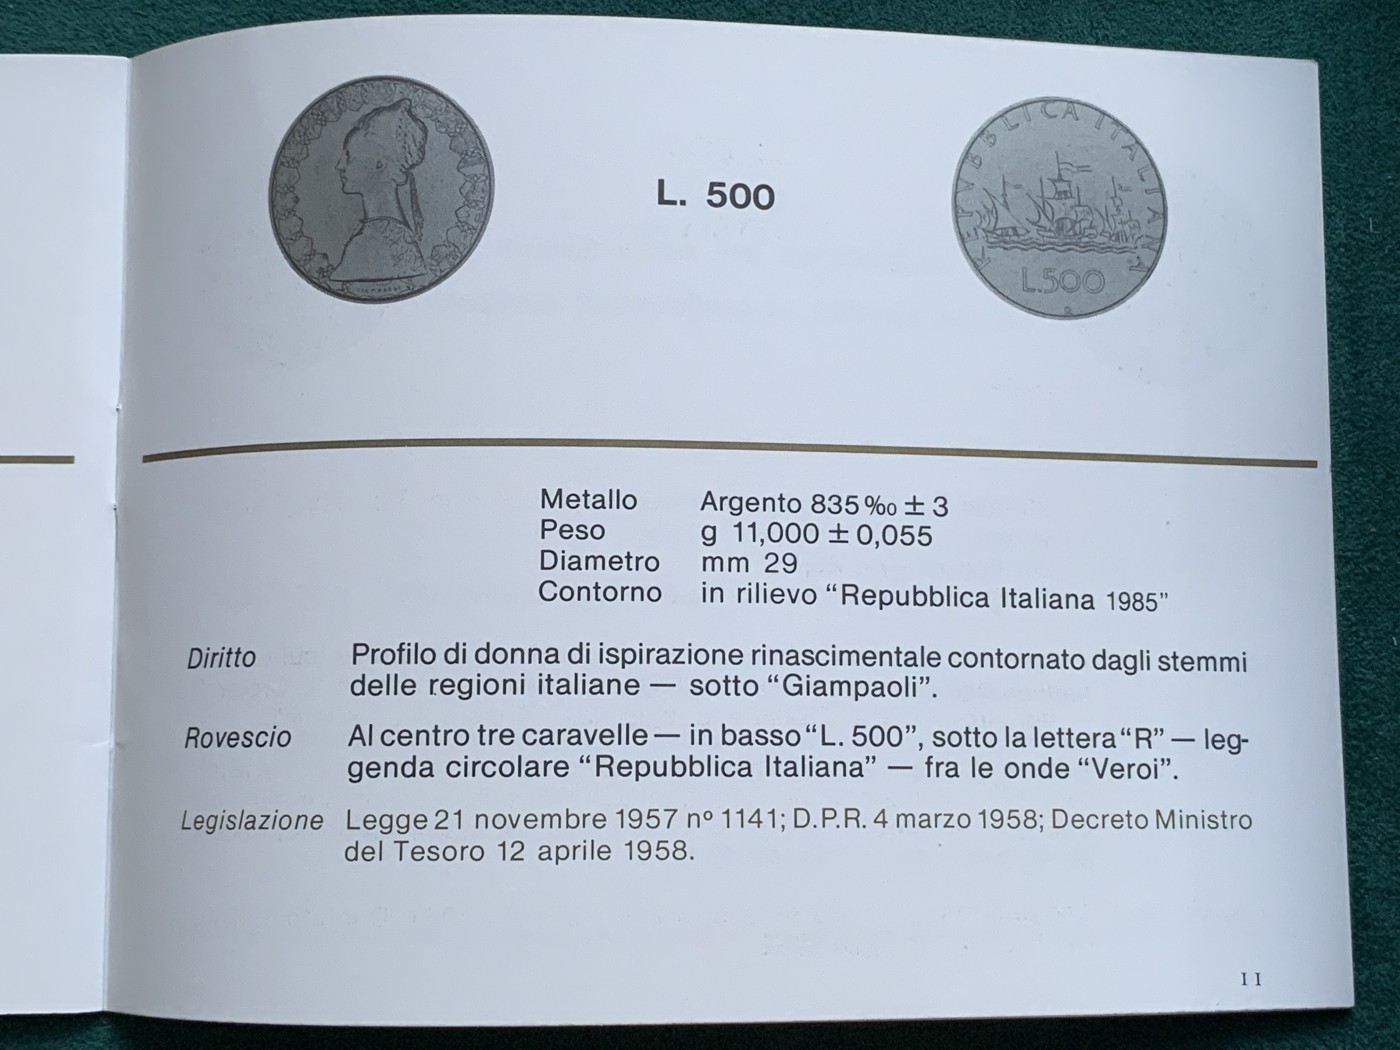 REPVBBLICA ITALIANA
L. 500
L.500
R
Metallo Argento 835‰ ± 3
Peso g 11,000 ± 0,055
Diametro mm 29
Contorno in rilievo “Repubblica Italiana 1985”
Diritto Profilo di donna di ispirazione rinascimentale contornato dagli stemmi
delle regioni italiane — sotto “Giampaoli”.
Rovescio Al centro tre caravelle — in basso “L. 500”, sotto la lettera “R” — leg-
genda circolare “Repubblica Italiana” — fra le onde “Veroi”.
Legislazione Legge 21 novembre 1957 nº 1141; D.P.R. 4 marzo 1958; Decreto Ministro
del Tesoro 12 aprile 1958.
11